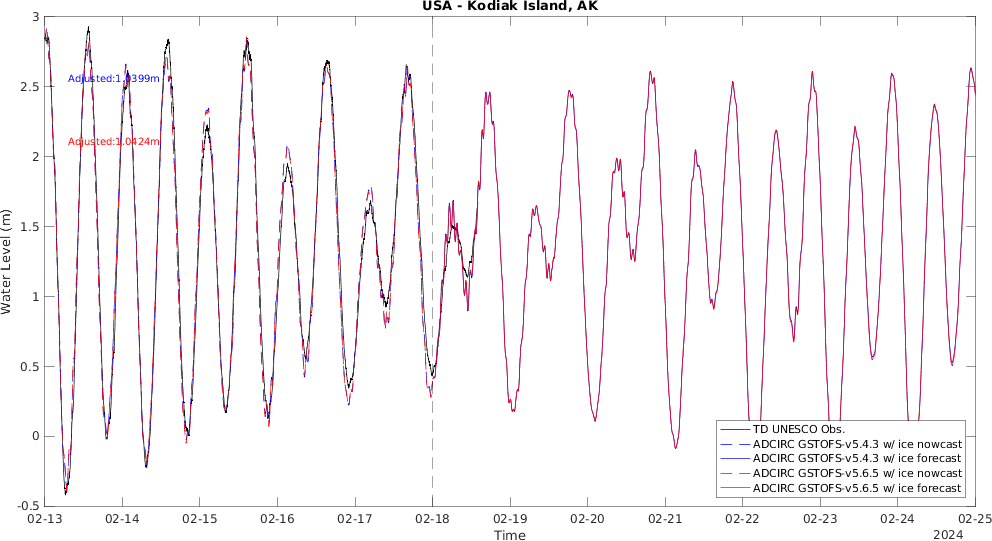 USA - Kodiak Island, AK
3
2.5
2
1.5
1
0.5
0
-0.5
Water Level (m)
Adjusted:1.0399m
Adjusted:1.0424m
TD UNESCO Obs.
ADCIRC GSTOFS-v5.4.3 w/ ice nowcast
ADCIRC GSTOFS-v5.4.3 w/ ice forecast
ADCIRC GSTOFS-v5.6.5 w/ ice nowcast
ADCIRC GSTOFS-v5.6.5 w/ ice forecast
02-13 02-14 02-15 02-16 02-17 02-18 02-19 02-20 02-21 02-22 02-23 02-24 02-25
Time
2024